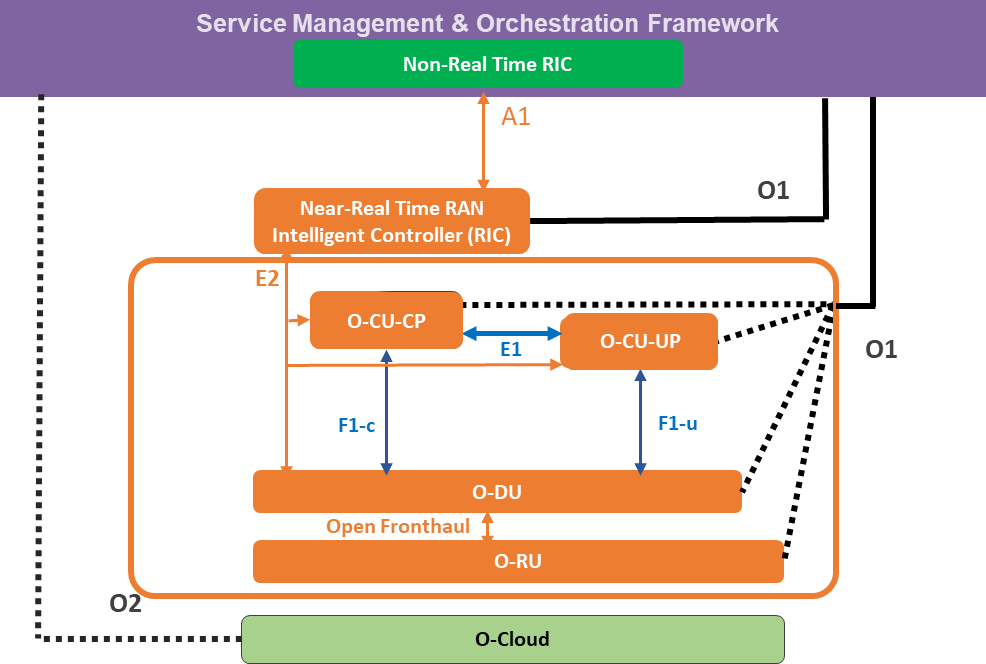 Service Management & Orchestration Framework
Non-Real Time RIC
A1
O1
Near-Real Time RAN
Intelligent Controller (RIC)
E2
O-CU-CP
E1
O-CU-UP
O1
F1-c
F1-u
O-DU
Open Fronthaul
O-RU
O2
O-Cloud